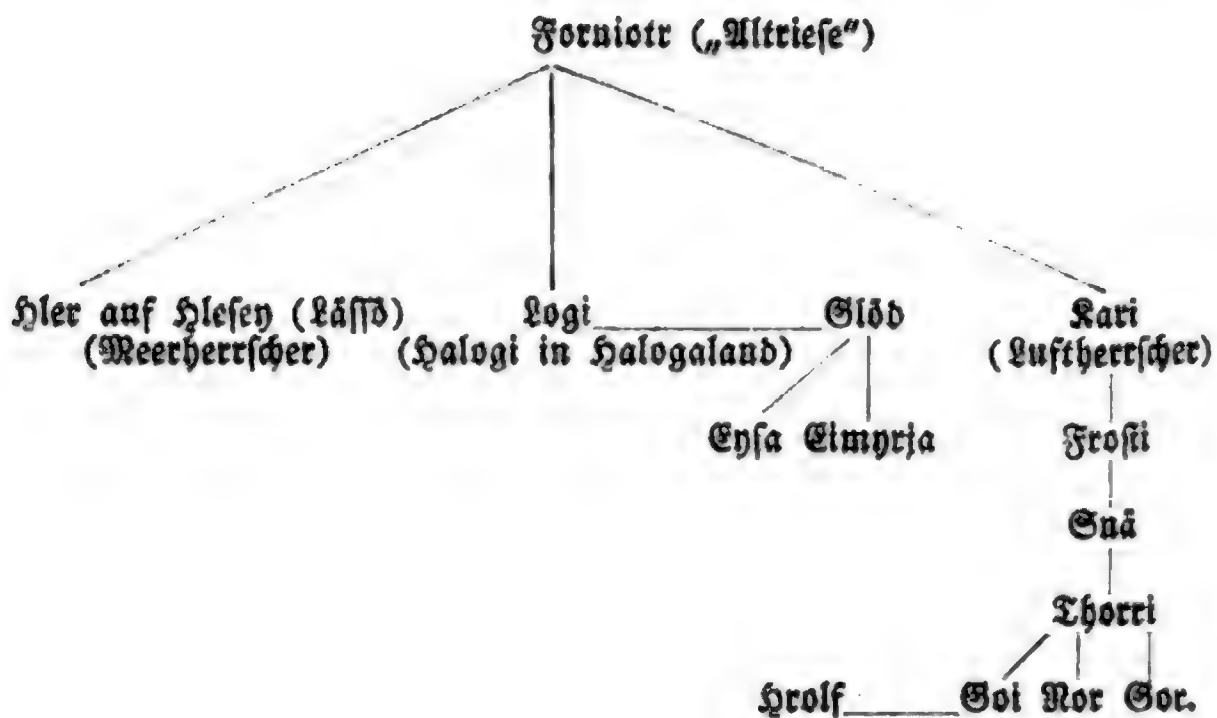 Forniotr („Altriese“)
Hler auf Hlesey (Lässö) Logi Glöd Kari
(Meerherrscher) (Halogi in Halogaland) (Luftherrscher)
Eysa Eimyrja Frosti
Snä
Thorri
Hrolf Goi Nor Gor.